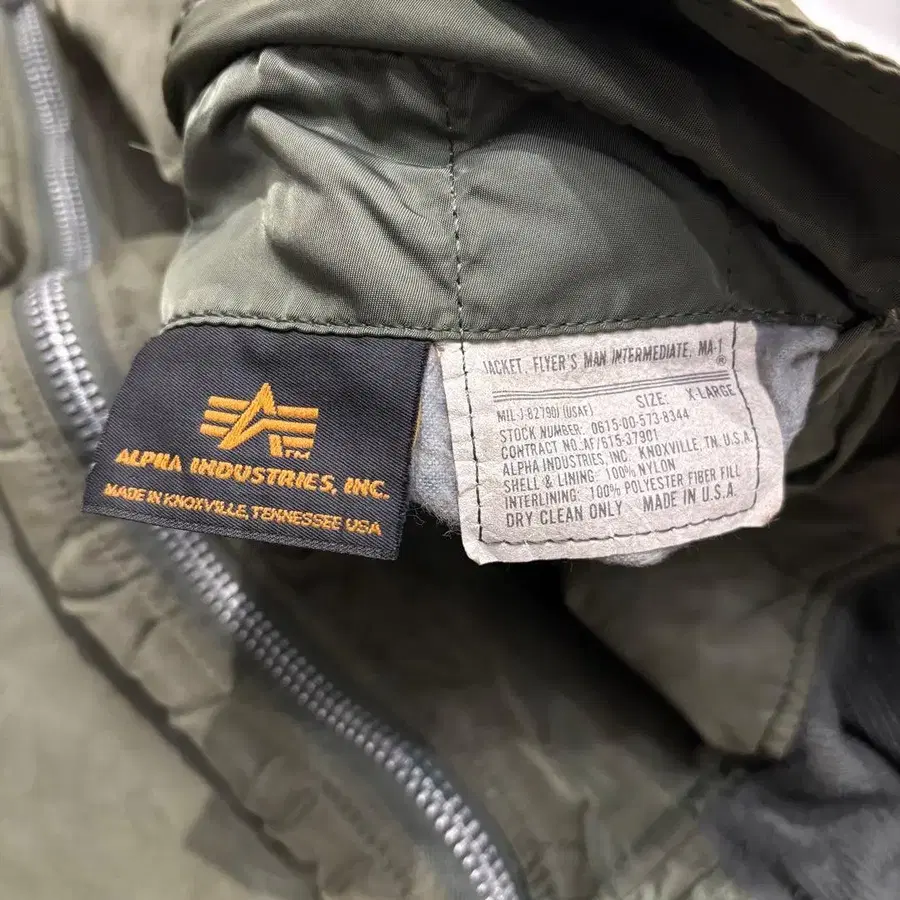 ALPHA INDUSTRIES, INC.
MADE IN KNOXVILLE, TENNESSEE USA
TM
JACKET, FLYER'S MAN INTERMEDIATE, MA-1
®
SIZE: X-LARGE
MIL-J-8279J (USAF)
STOCK NUMBER: 0615-00-573-8344
CONTRACT NO. AF/615-37901
ALPHA INDUSTRIES, INC. KNOXVILLE, TN. U.S.A.
SHELL & LINING: 100% NYLON
INTERLINING: 100% POLYESTER FIBER FILL
DRY CLEAN ONLY MADE IN U.S.A.